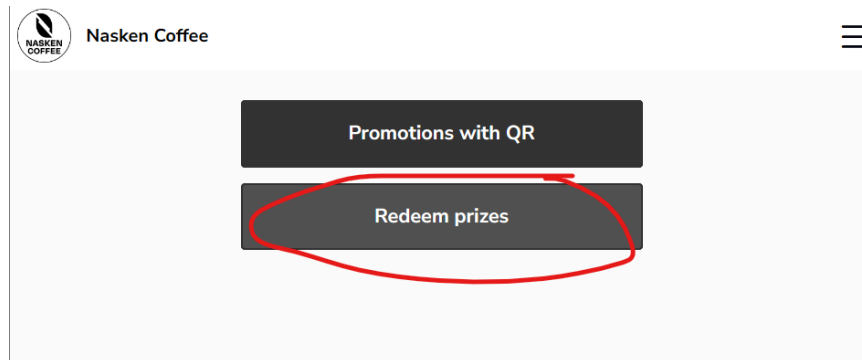 NASKEN
COFFEE
Nasken Coffee
Promotions with QR
Redeem prizes